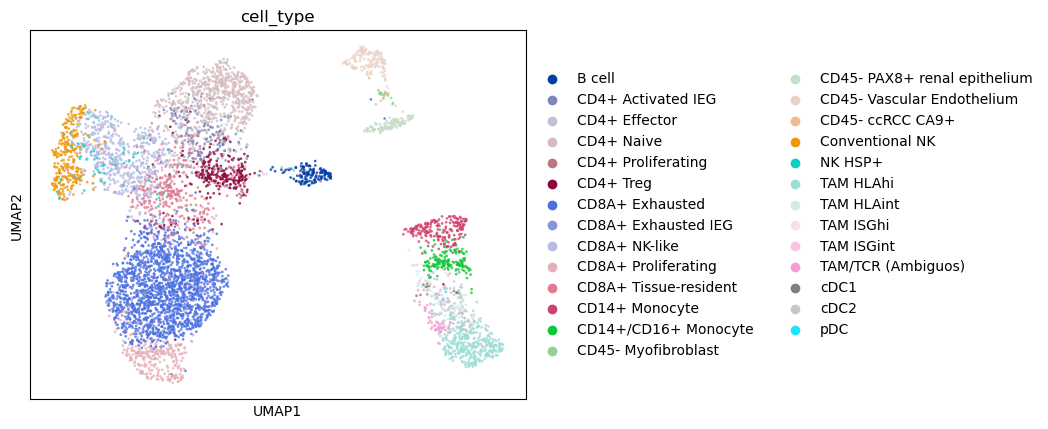 cell_type
UMAP2
UMAP1
B cell
CD4+ Activated IEG
CD4+ Effector
CD4+ Naive
CD4+ Proliferating
CD4+ Treg
CD8A+ Exhausted
CD8A+ Exhausted IEG
CD8A+ NK-like
CD8A+ Proliferating
CD8A+ Tissue-resident
CD14+ Monocyte
CD14+/CD16+ Monocyte
CD45- Myofibroblast
CD45- PAX8+ renal epithelium
CD45- Vascular Endothelium
CD45- ccRCC CA9+
Conventional NK
NK HSP+
TAM HLAhi
TAM HLAint
TAM ISGhi
TAM ISGint
TAM/TCR (Ambiguos)
cDC1
cDC2
pDC